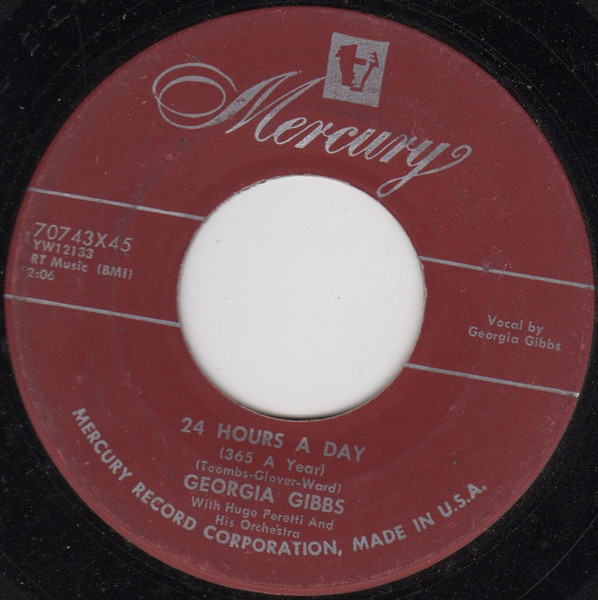 Mercury
70743X45
YW12133
RT Music (BMI)
2:06
Vocal by
Georgia Gibbs
24 HOURS A DAY
(365 A Year)
(Toombs-Glover-Ward)
GEORGIA GIBBS
With Hugo Peretti And
His Orchestra
MERCURY RECORD CORPORATION, MADE IN U.S.A.